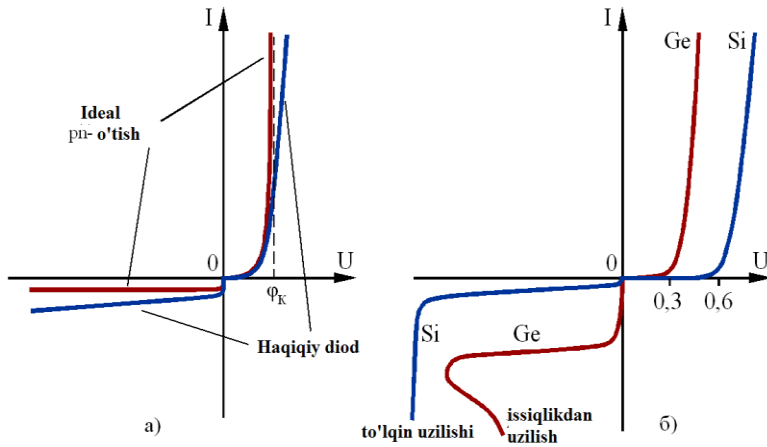 I
Ideal
pn- o'tish
0
U
φк
Haqiqiy diod
а)
I
Ge
Si
0
U
0,3
0,6
Si
Ge
to'lqin uzilishi
issiqlikdan
uzilish
б)